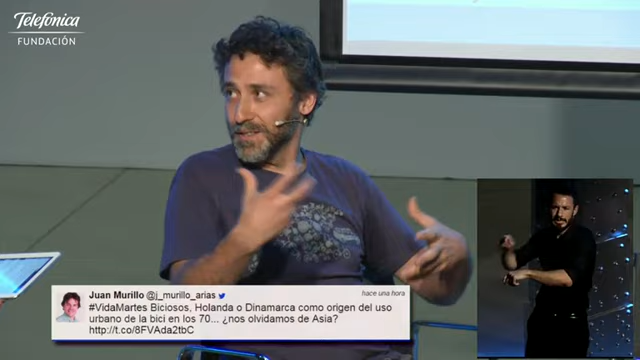 Telefónica
FUNDACIÓN
Juan Murillo @j_murillo_arias
hace una hora
#VidaMartes Biciosos, Holanda o Dinamarca como origen del uso
urbano de la bici en los 70... ¿nos olvidamos de Asia?
http://t.co/8FVAda2tbC